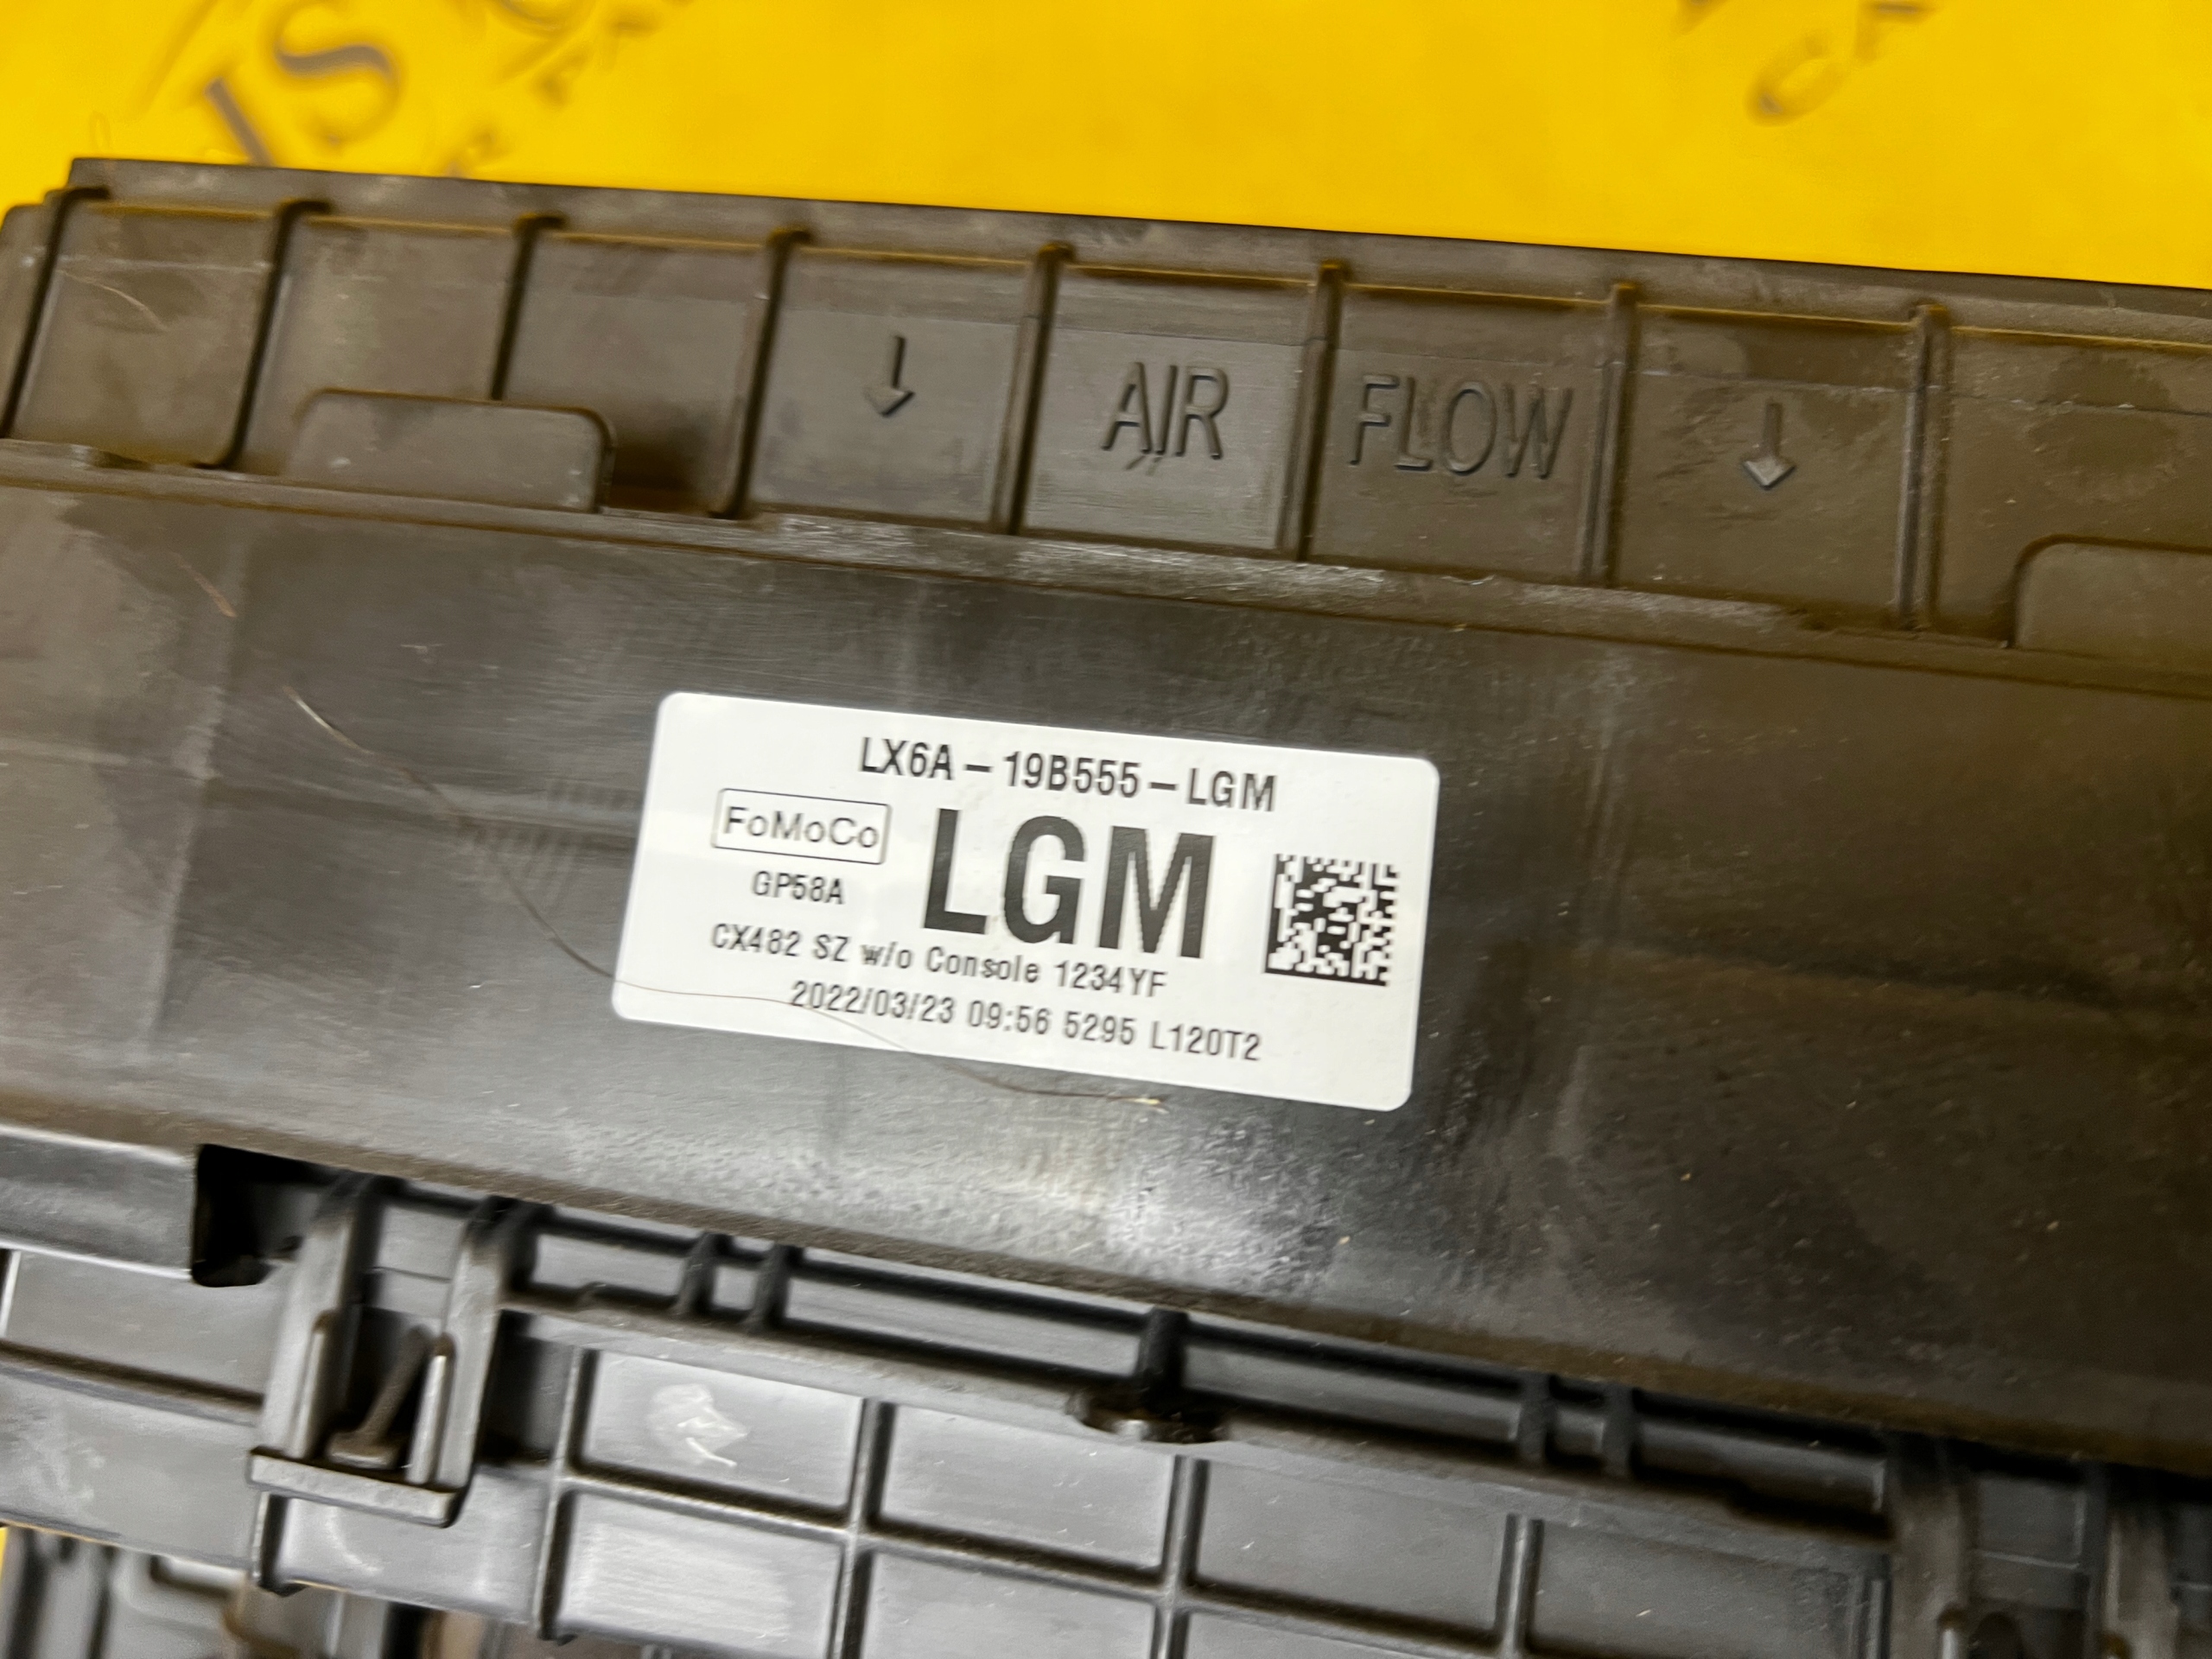 IS
↓ AIR FLOW ↓
LX6A – 19B555 – LGM
FoMoCo
LGM
GP58A
CX482 SZ w/o Console 1234YF
2022/03/23 09:56 5295 L120T2